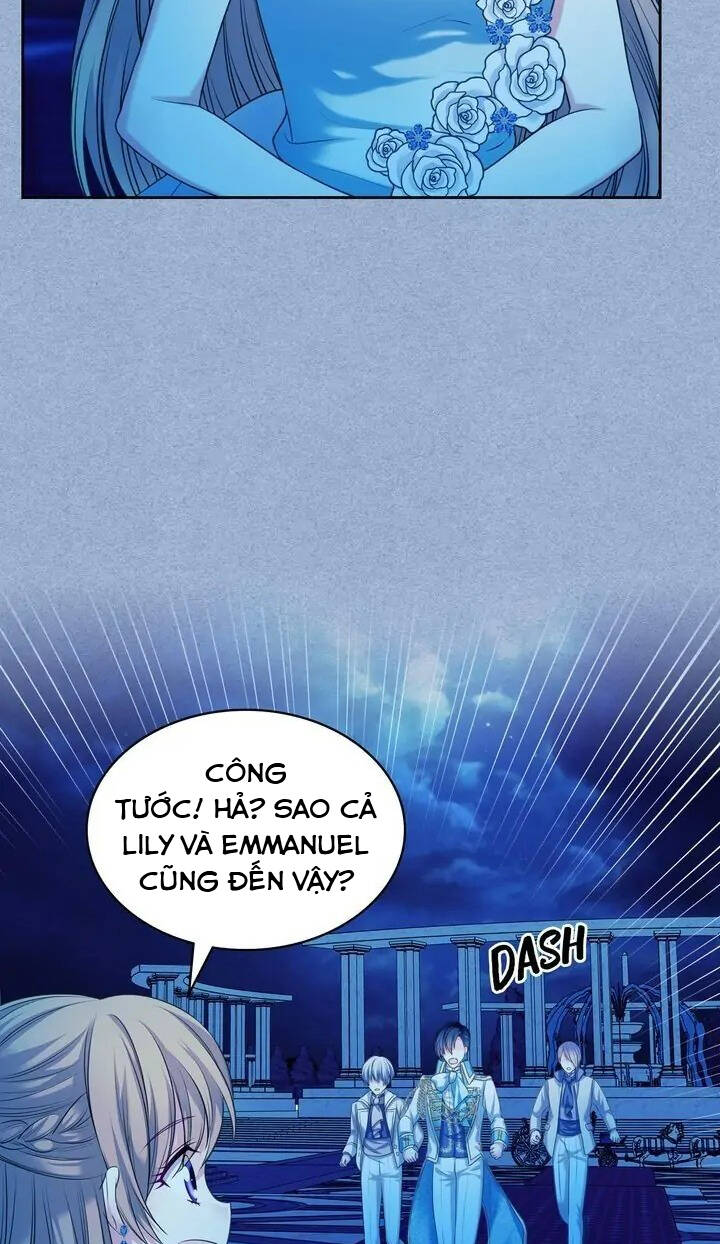 CÔNG
TƯỚC! HẢ? SAO CẢ
LILY VÀ EMMANUEL
CŨNG ĐẾN VẬY?
DASH